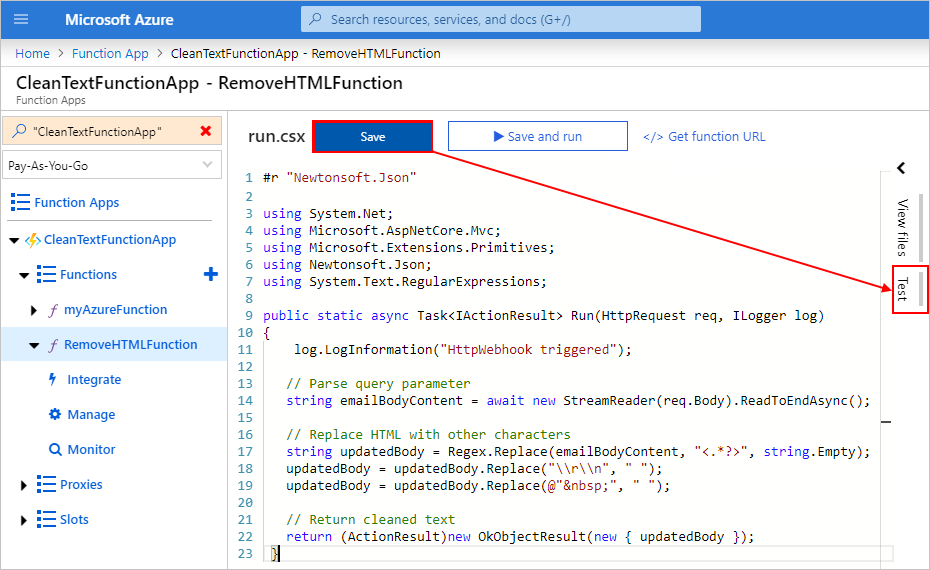 Microsoft Azure
Search resources, services, and docs (G+/)
Home > Function App > CleanTextFunctionApp - RemoveHTMLFunction
CleanTextFunctionApp - RemoveHTMLFunction
Function Apps
"CleanTextFunctionApp"
Pay-As-You-Go
Function Apps
CleanTextFunctionApp
Functions
myAzureFunction
RemoveHTMLFunction
Integrate
Manage
Monitor
Proxies
Slots
run.csx
Save
Save and run
</> Get function URL
1 #r "Newtonsoft.Json"
2
3 using System.Net;
4 using Microsoft.AspNetCore.Mvc;
5 using Microsoft.Extensions.Primitives;
6 using Newtonsoft.Json;
7 using System.Text.RegularExpressions;
8
9 public static async Task<IActionResult> Run(HttpRequest req, ILogger log)
10 {
11 log.LogInformation("HttpWebhook triggered");
12
13 // Parse query parameter
14 string emailBodyContent = await new StreamReader(req.Body).ReadToEndAsync();
15
16 // Replace HTML with other characters
17 string updatedBody = Regex.Replace(emailBodyContent, "<.*?>", string.Empty);
18 updatedBody = updatedBody.Replace("\\r\\n", " ");
19 updatedBody = updatedBody.Replace(@"&nbsp;", " ");
20
21 // Return cleaned text
22 return (ActionResult)new OkObjectResult(new { updatedBody });
23 }
View files
Test